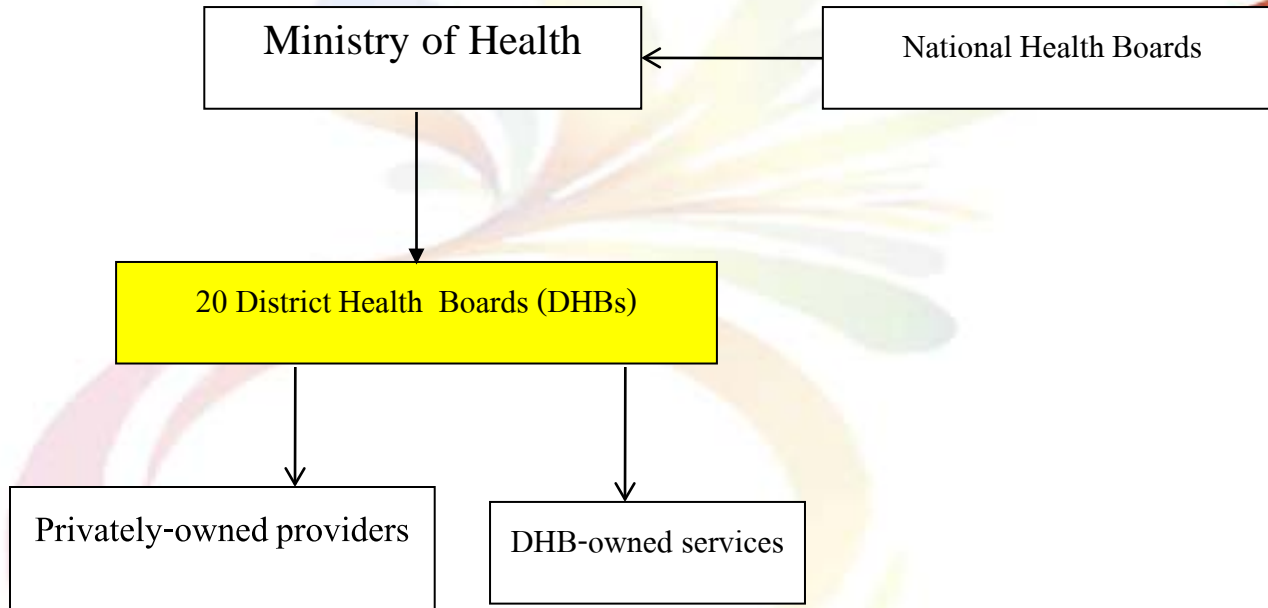 Ministry of Health
National Health Boards
20 District Health  Boards (DHBs)
Privately-owned providers
DHB-owned services